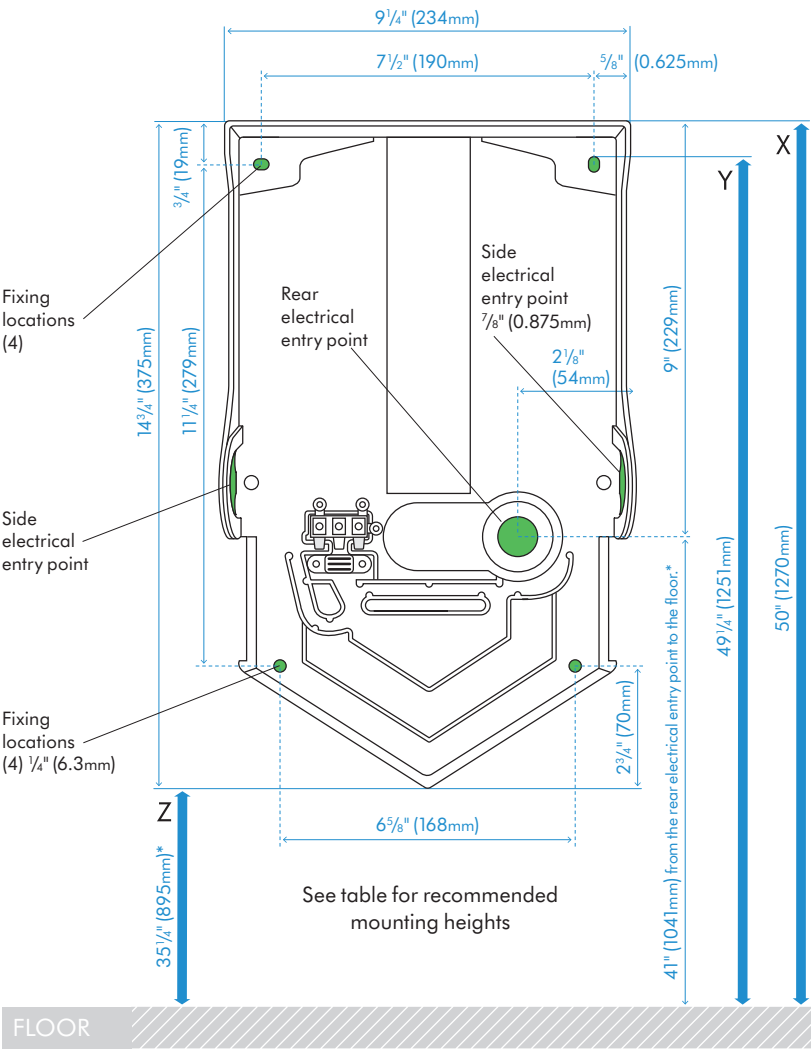 9¼" (234mm)
7½" (190mm)
⅝" (0.625mm)
X
Y
¾" (19mm)
Side
electrical
entry point
⅞" (0.875mm)
Rear
electrical
entry point
Fixing
locations
(4)
2⅛"
(54mm)
9" (229mm)
14¾" (375mm)
11¼" (279mm)
Side
electrical
entry point
49¼" (1251mm)
50" (1270mm)
41" (1041mm) from the rear electrical entry point to the floor.*
Fixing
locations
(4) ¼" (6.3mm)
2¾" (70mm)
Z
6⅝" (168mm)
35¼" (895mm)*
See table for recommended
mounting heights
FLOOR